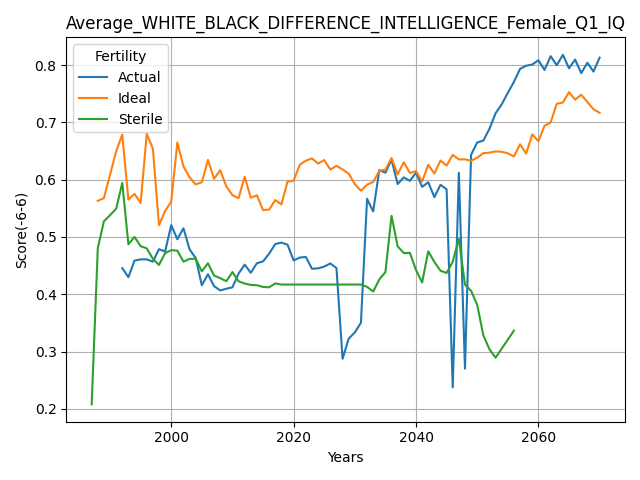 Average_WHITE_BLACK_DIFFERENCE_INTELLIGENCE_Female_Q1_IQ
Fertility
Actual
Ideal
Sterile
Score(-6-6)
0.8
0.7
0.6
0.5
0.4
0.3
0.2
2000 2020 2040 2060
Years